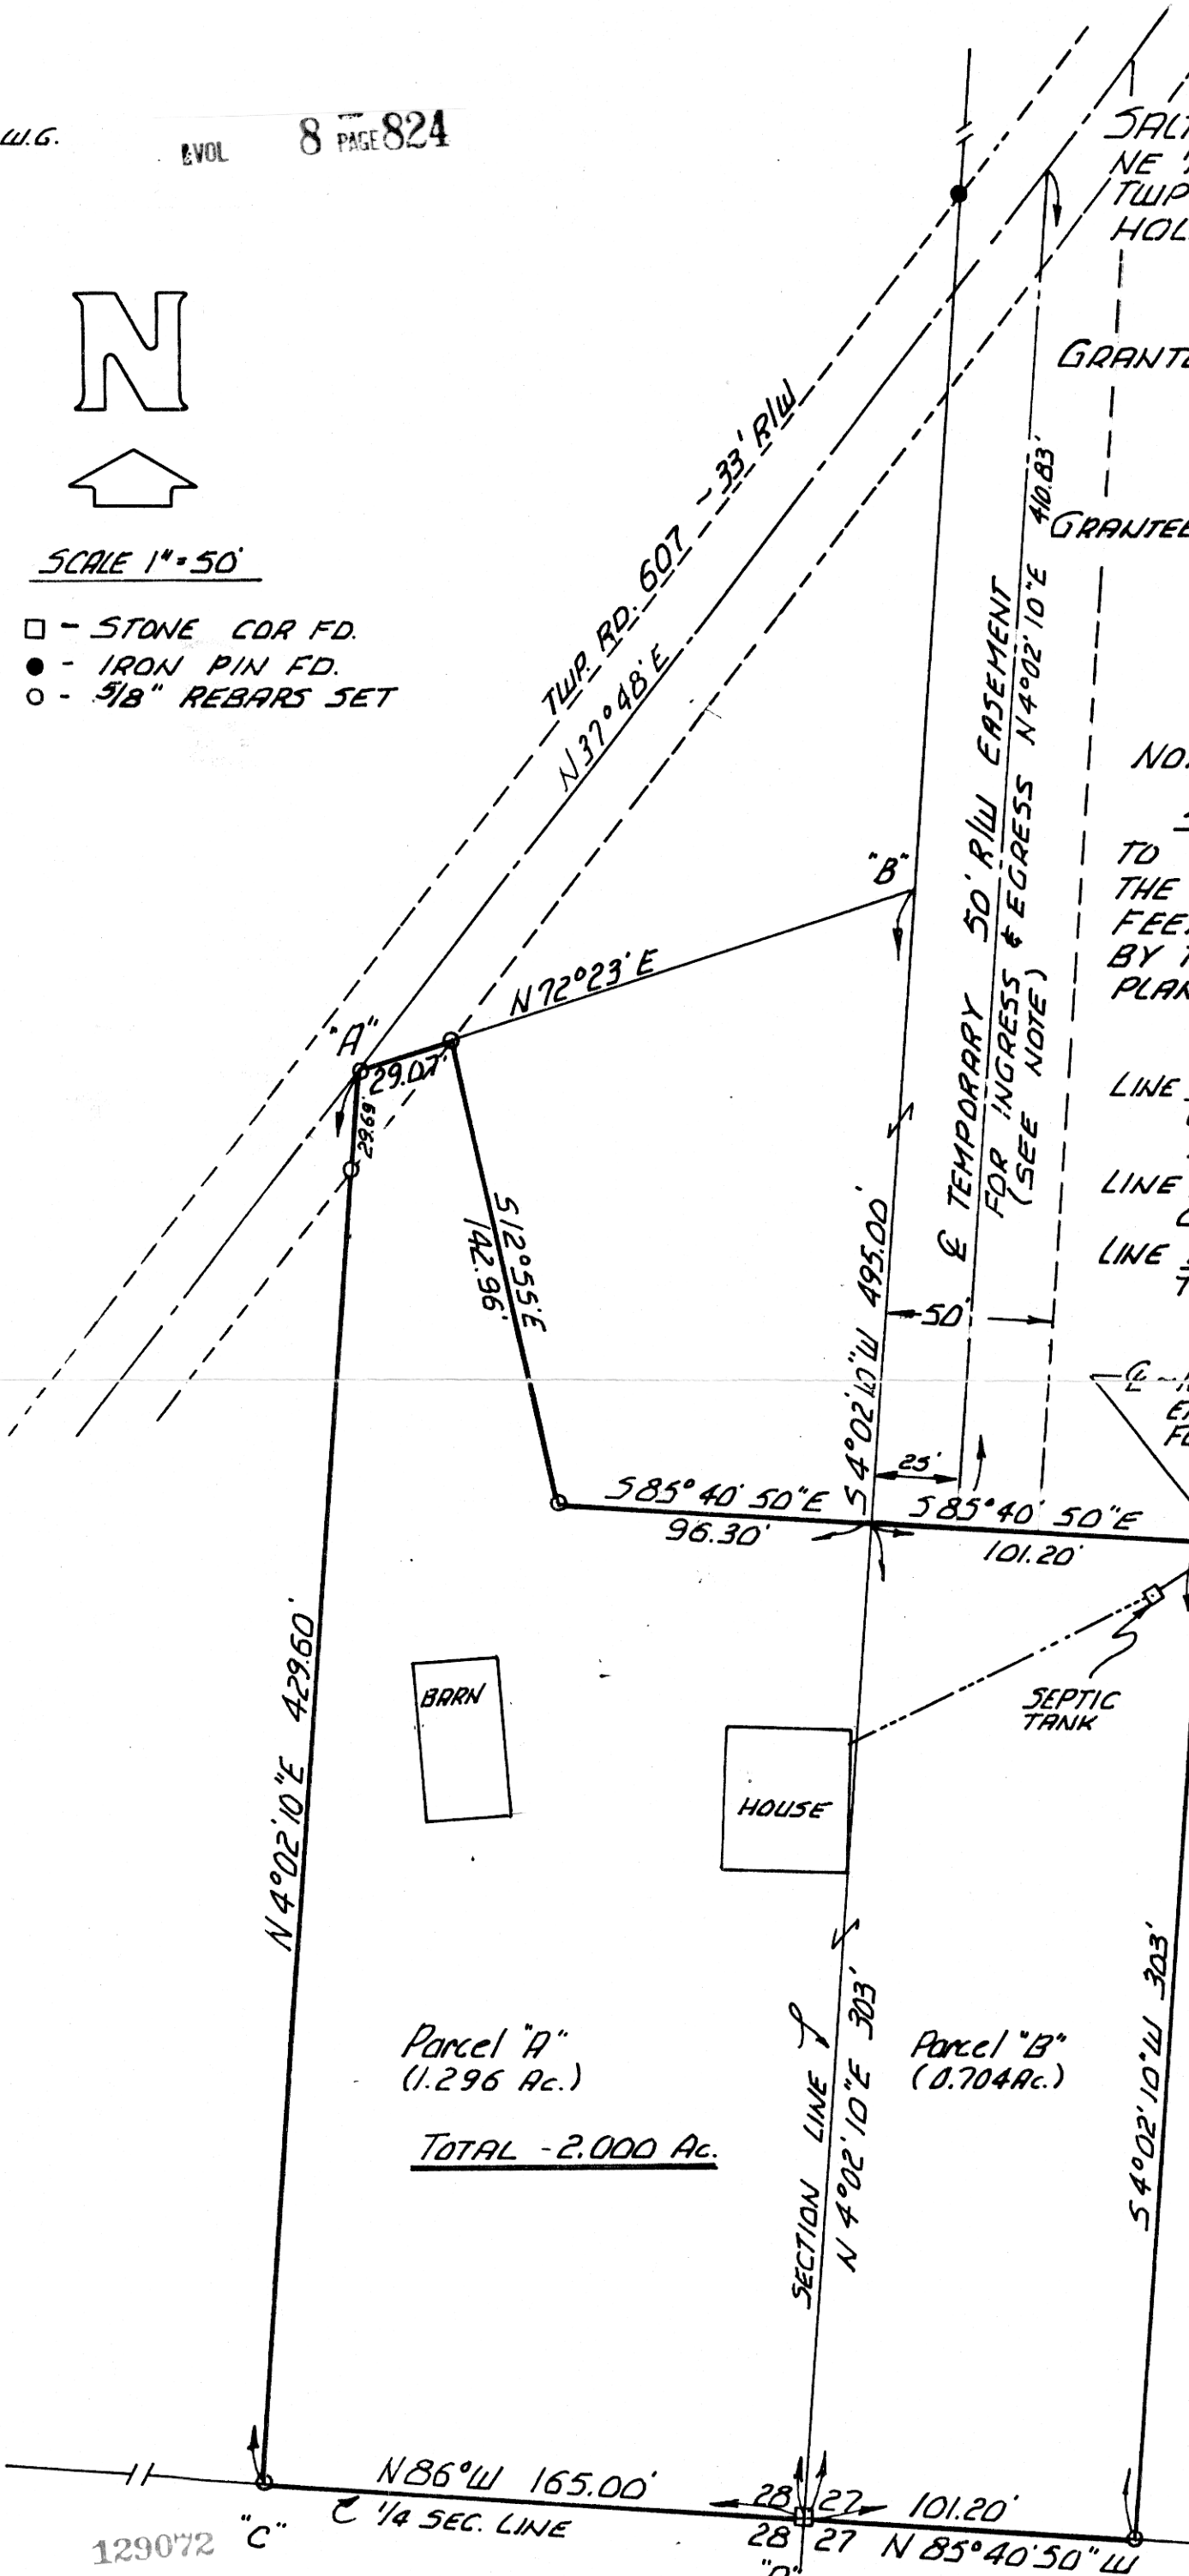 W.G.
VOL 8 PAGE 824
N
SCALE 1"=50'
□ - STONE COR FD.
● - IRON PIN FD.
○ - 5/8" REBARS SET
NE
TWP
HOL
TWP. RD. 607 ~ 33' R/W
N 37°48' E
410.83'
"B"
N 72°23' E
"A"
29.07'
29.69'
S 12°55' E
142.96'
℄ TEMPORARY 50' R/W EASEMENT
FOR INGRESS & EGRESS N 4°02'10"E
(SEE NOTE)
TO
THE
BY
LINE
LINE
LINE
S 4°02'10"W 495.00'
50'
25'
℄
S 85°40'50"E
96.30'
S 85°40'50"E
101.20'
SEPTIC
TANK
BARN
HOUSE
N 4°02'10"E 429.60'
Parcel "A"
(1.296 Ac.)
TOTAL - 2.000 Ac.
SECTION LINE
N 4°02'10"E 303'
Parcel "B"
(0.704 Ac.)
S 4°02'10"W 303'
N 86°W 165.00'
1/4 SEC. LINE
28 27
28 27
101.20'
N 85°40'50"W
"C"
129072